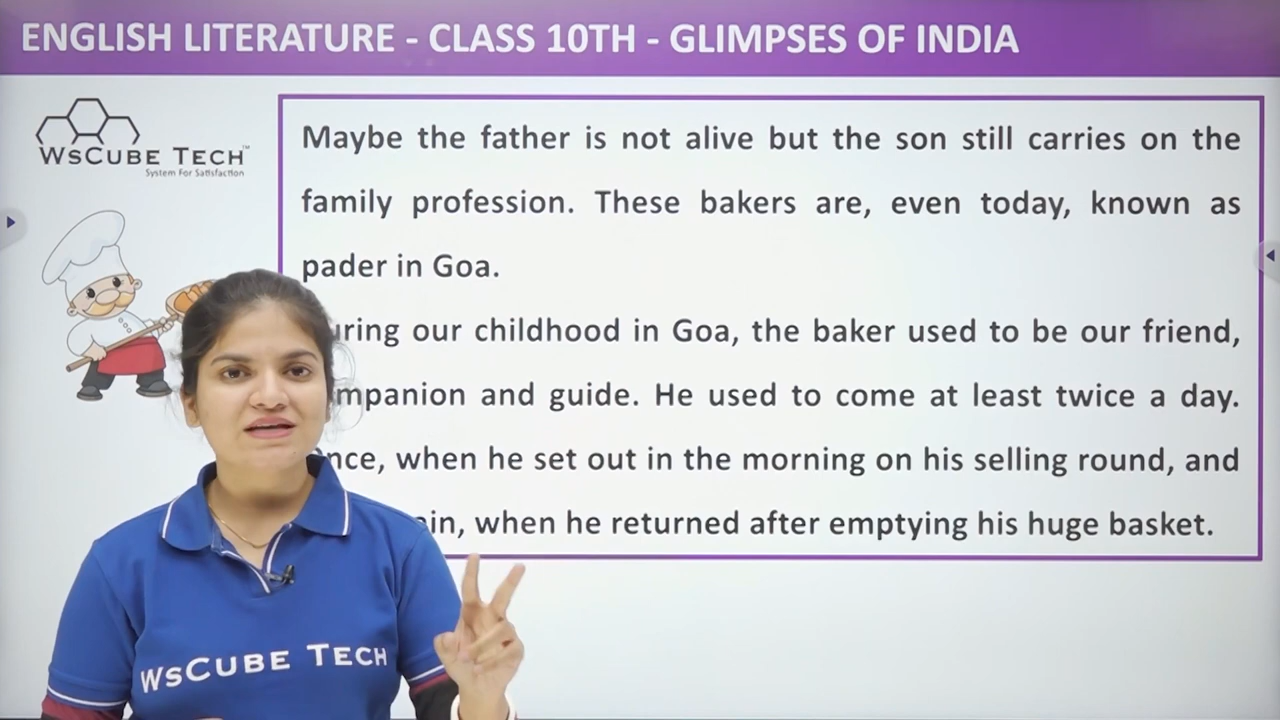 ENGLISH LITERATURE - CLASS 10TH - GLIMPSES OF INDIA
WsCube Tech™
System For Satisfaction
Maybe the father is not alive but the son still carries on the
family profession. These bakers are, even today, known as
pader in Goa.
our childhood in Goa, the baker used to be our friend,
and guide. He used to come at least twice a day.
when he set out in the morning on his selling round, and
when he returned after emptying his huge basket.
WsCube Tech